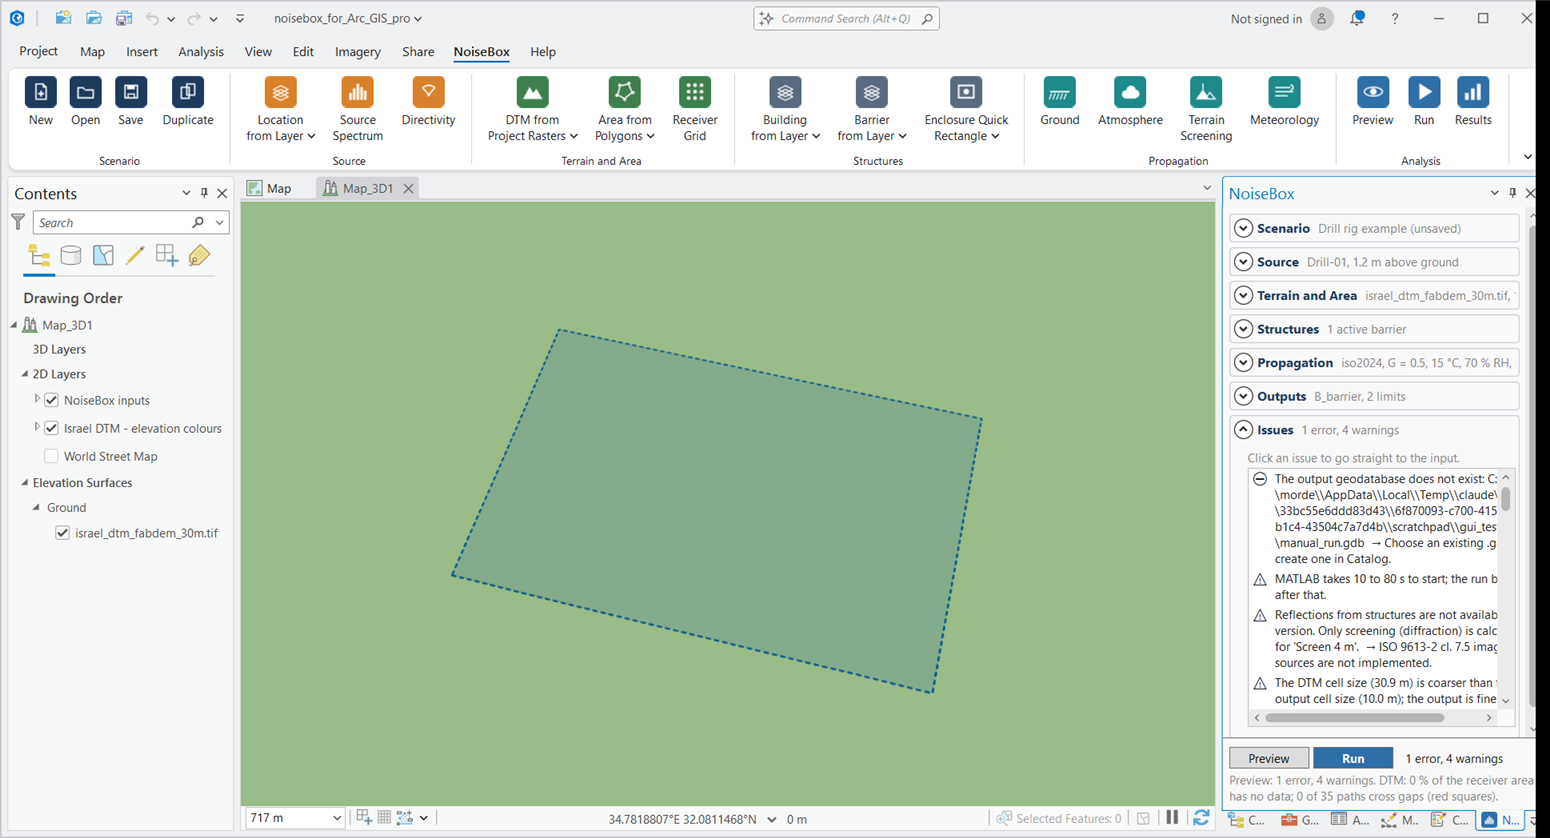 noisebox_for_Arc_GIS_pro
Command Search (Alt+Q)
Not signed in
?
Project Map Insert Analysis View Edit Imagery Share NoiseBox Help
New Open Save Duplicate
Scenario
Location from Layer
Source Spectrum
Directivity
Source
DTM from Project Rasters
Area from Polygons
Receiver Grid
Terrain and Area
Building from Layer
Barrier from Layer
Enclosure Quick Rectangle
Structures
Ground
Atmosphere
Terrain Screening
Meteorology
Propagation
Preview Run Results
Analysis
Contents
Search
Drawing Order
Map_3D1
3D Layers
2D Layers
NoiseBox inputs
Israel DTM - elevation colours
World Street Map
Elevation Surfaces
Ground
israel_dtm_fabdem_30m.tif
Map Map_3D1
717 m
34.7818807°E 32.0811468°N 0 m
Selected Features: 0
NoiseBox
Scenario Drill rig example (unsaved)
Source Drill-01, 1.2 m above ground
Terrain and Area israel_dtm_fabdem_30m.tif,
Structures 1 active barrier
Propagation iso2024, G = 0.5, 15 °C, 70 % RH,
Outputs B_barrier, 2 limits
Issues 1 error, 4 warnings
Click an issue to go straight to the input.
The output geodatabase does not exist: C:
\morde\\AppData\\Local\\Temp\\claude\
\33bc55e6ddd83d43\\6f870093-c700-415
b1c4-43504c7a7d4b\\scratchpad\\gui_tes
\manual_run.gdb → Choose an existing .g
create one in Catalog.
MATLAB takes 10 to 80 s to start; the run b
after that.
Reflections from structures are not availab
version. Only screening (diffraction) is calc
for 'Screen 4 m'. → ISO 9613-2 cl. 7.5 imag
sources are not implemented.
The DTM cell size (30.9 m) is coarser than
output cell size (10.0 m); the output is fine
Preview Run 1 error, 4 warnings
Preview: 1 error, 4 warnings. DTM: 0 % of the receiver area
has no data; 0 of 35 paths cross gaps (red squares).
C... G... A... M... C... N...